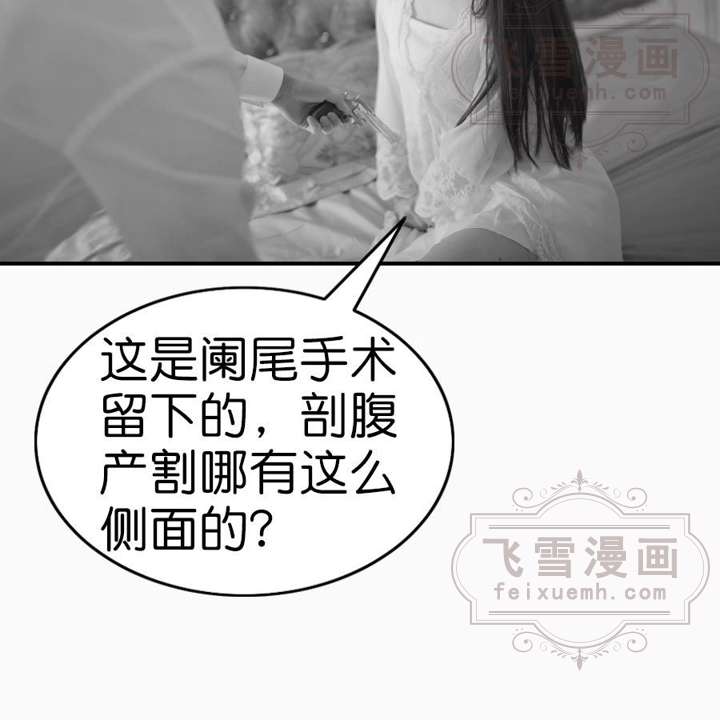 飞雪漫画
feixuemh.com
这是阑尾手术
留下的，剖腹
产割哪有这么
侧面的？
飞雪漫画
feixuemh.com